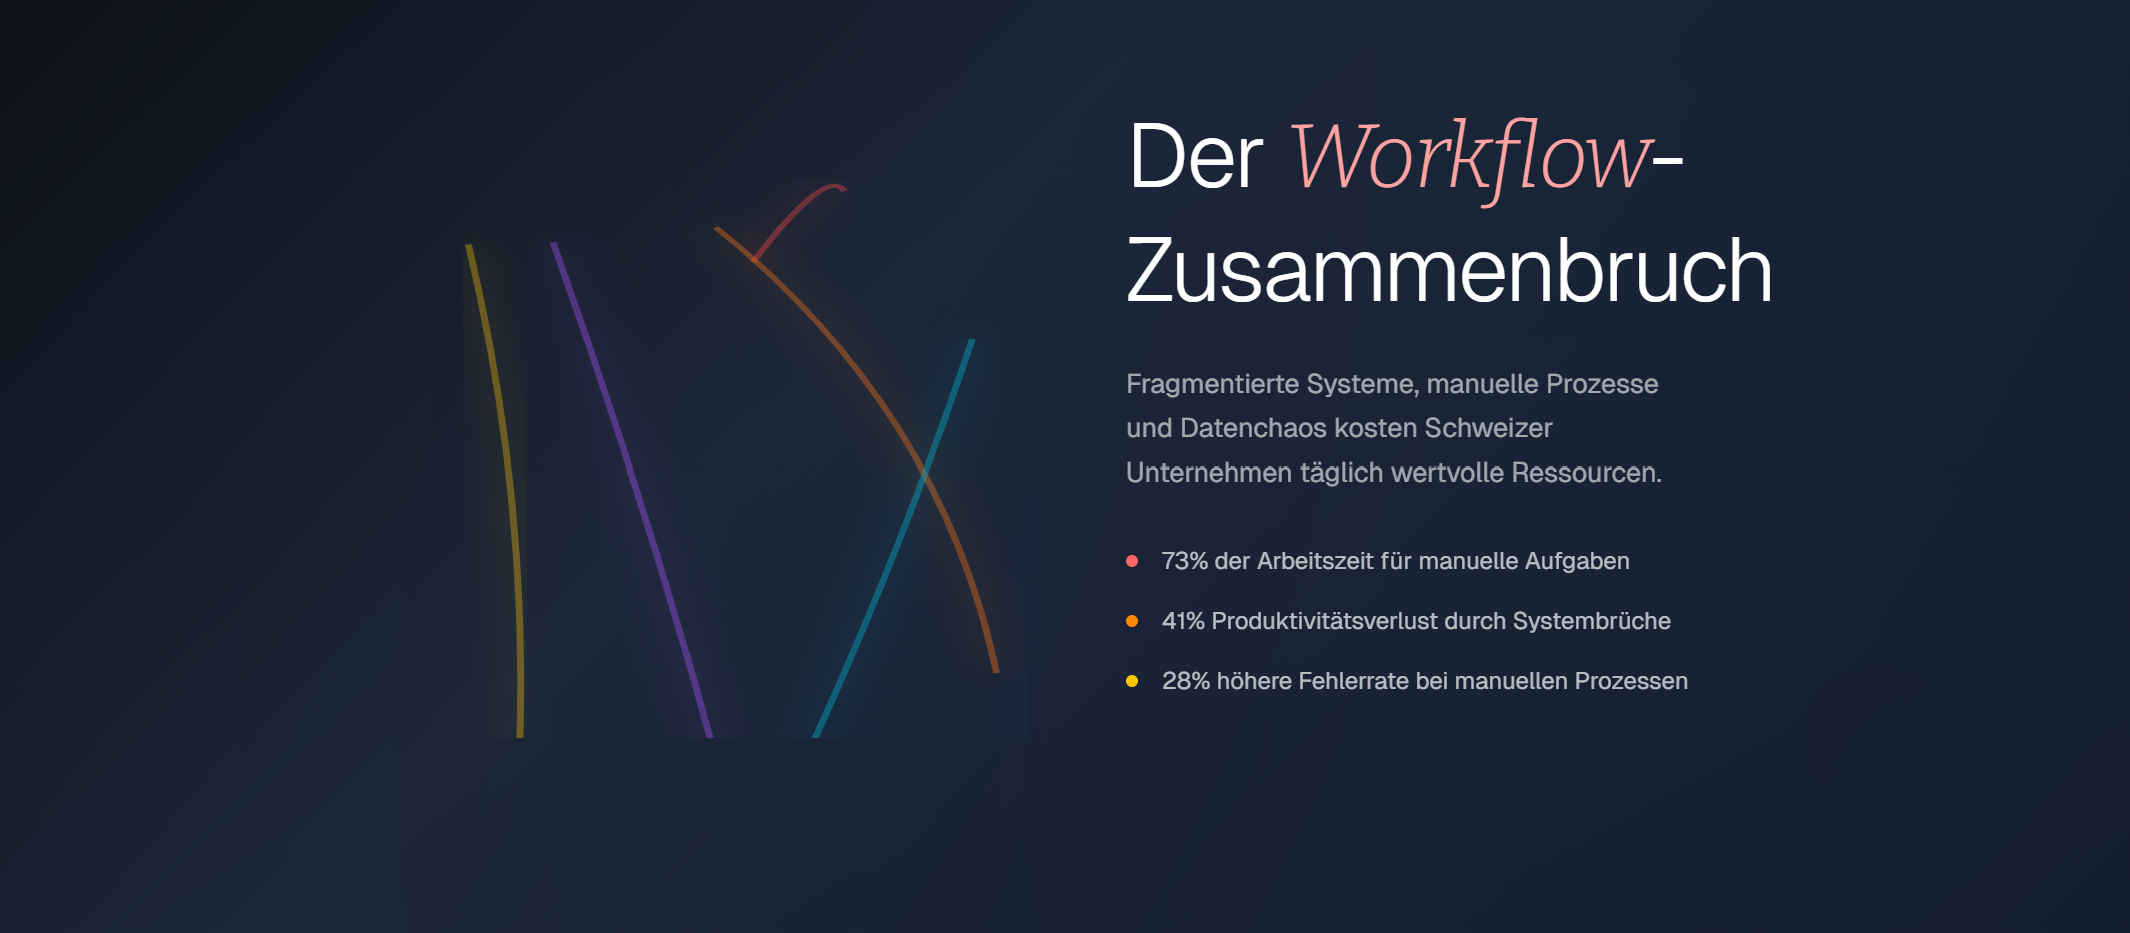 Der Workflow-
Zusammenbruch
Fragmentierte Systeme, manuelle Prozesse
und Datenchaos kosten Schweizer
Unternehmen täglich wertvolle Ressourcen.
73% der Arbeitszeit für manuelle Aufgaben
41% Produktivitätsverlust durch Systembrüche
28% höhere Fehlerrate bei manuellen Prozessen